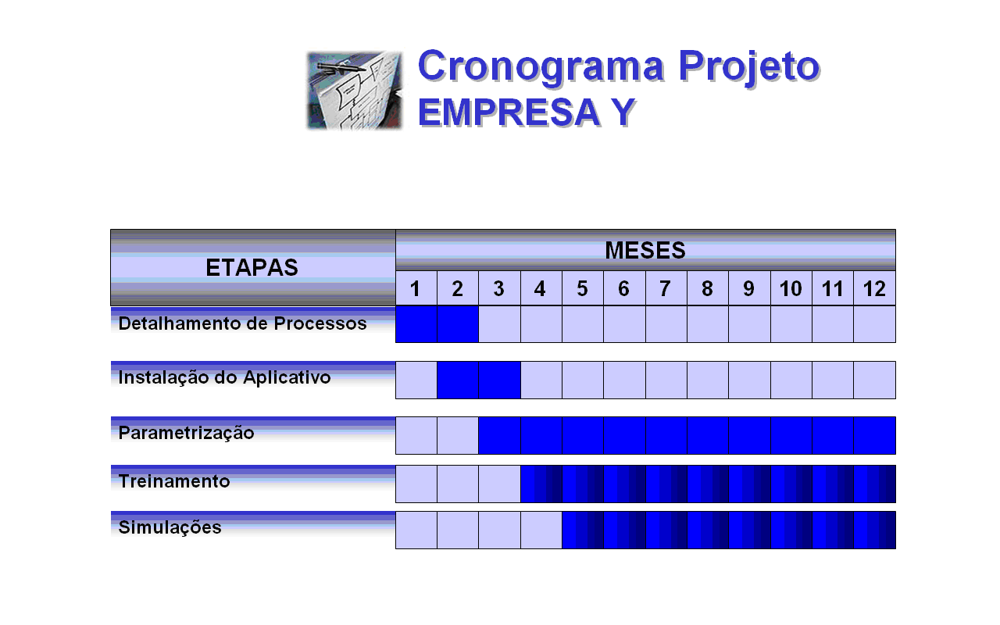 Cronograma Projeto
EMPRESA Y
ETAPAS
MESES
1 2 3 4 5 6 7 8 9 10 11 12
Detalhamento de Processos
Instalação do Aplicativo
Parametrização
Treinamento
Simulações